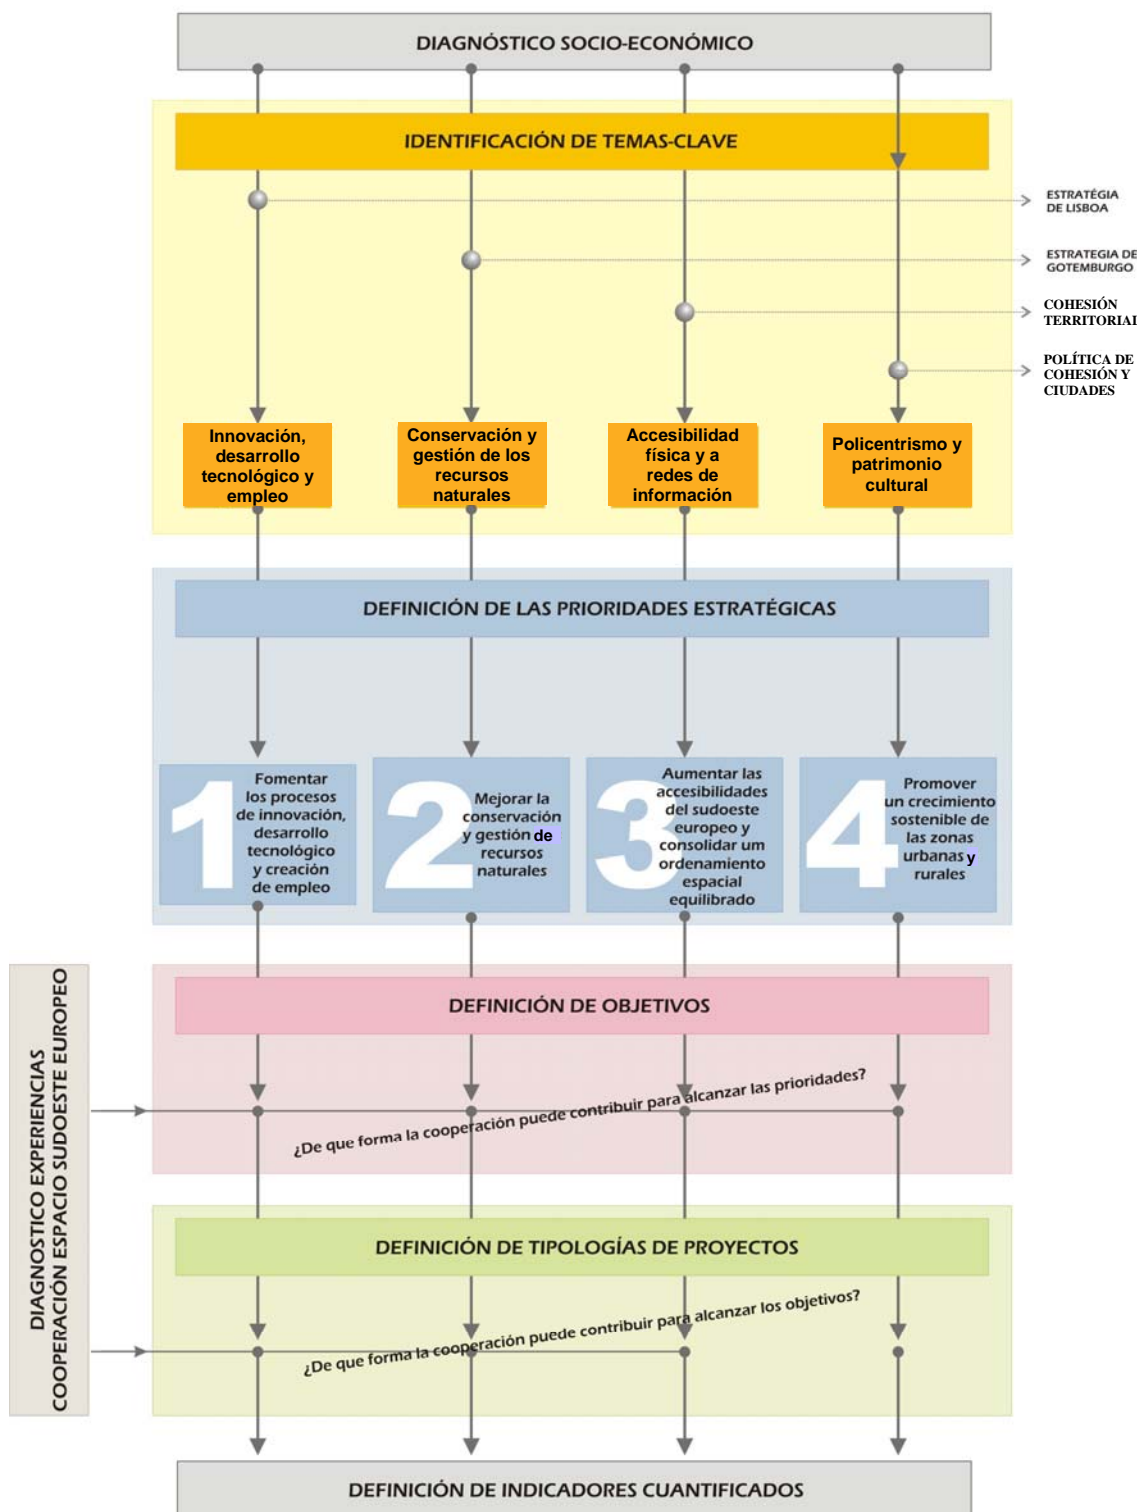 DIAGNÓSTICO SOCIO-ECONÓMICO
IDENTIFICACIÓN DE TEMAS-CLAVE
ESTRATÉGIA
DE LISBOA
ESTRATEGIA DE
GOTEMBURGO
COHESIÓN
TERRITORIAL
POLÍTICA DE
COHESIÓN Y
CIUDADES
Innovación,
desarrollo
tecnológico y
empleo
Conservación y
gestión de los
recursos
naturales
Accesibilidad
física y a
redes de
información
Policentrismo y
patrimonio
cultural
DEFINICIÓN DE LAS PRIORIDADES ESTRATÉGICAS
1
Fomentar
los procesos
de innovación,
desarrollo
tecnológico
y creación
de empleo
2
Mejorar la
conservación
y gestión de
recursos
naturales
3
Aumentar las
accesibilidades
del sudoeste
europeo y
consolidar um
ordenamiento
espacial
equilibrado
4
Promover
un crecimiento
sostenible de
las zonas
urbanas y
rurales
DIAGNOSTICO EXPERIENCIAS
COOPERACIÓN ESPACIO SUDOESTE EUROPEO
DEFINICIÓN DE OBJETIVOS
¿De que forma la cooperación puede contribuir para alcanzar las prioridades?
DEFINICIÓN DE TIPOLOGÍAS DE PROYECTOS
¿De que forma la cooperación puede contribuir para alcanzar los objetivos?
DEFINICIÓN DE INDICADORES CUANTIFICADOS